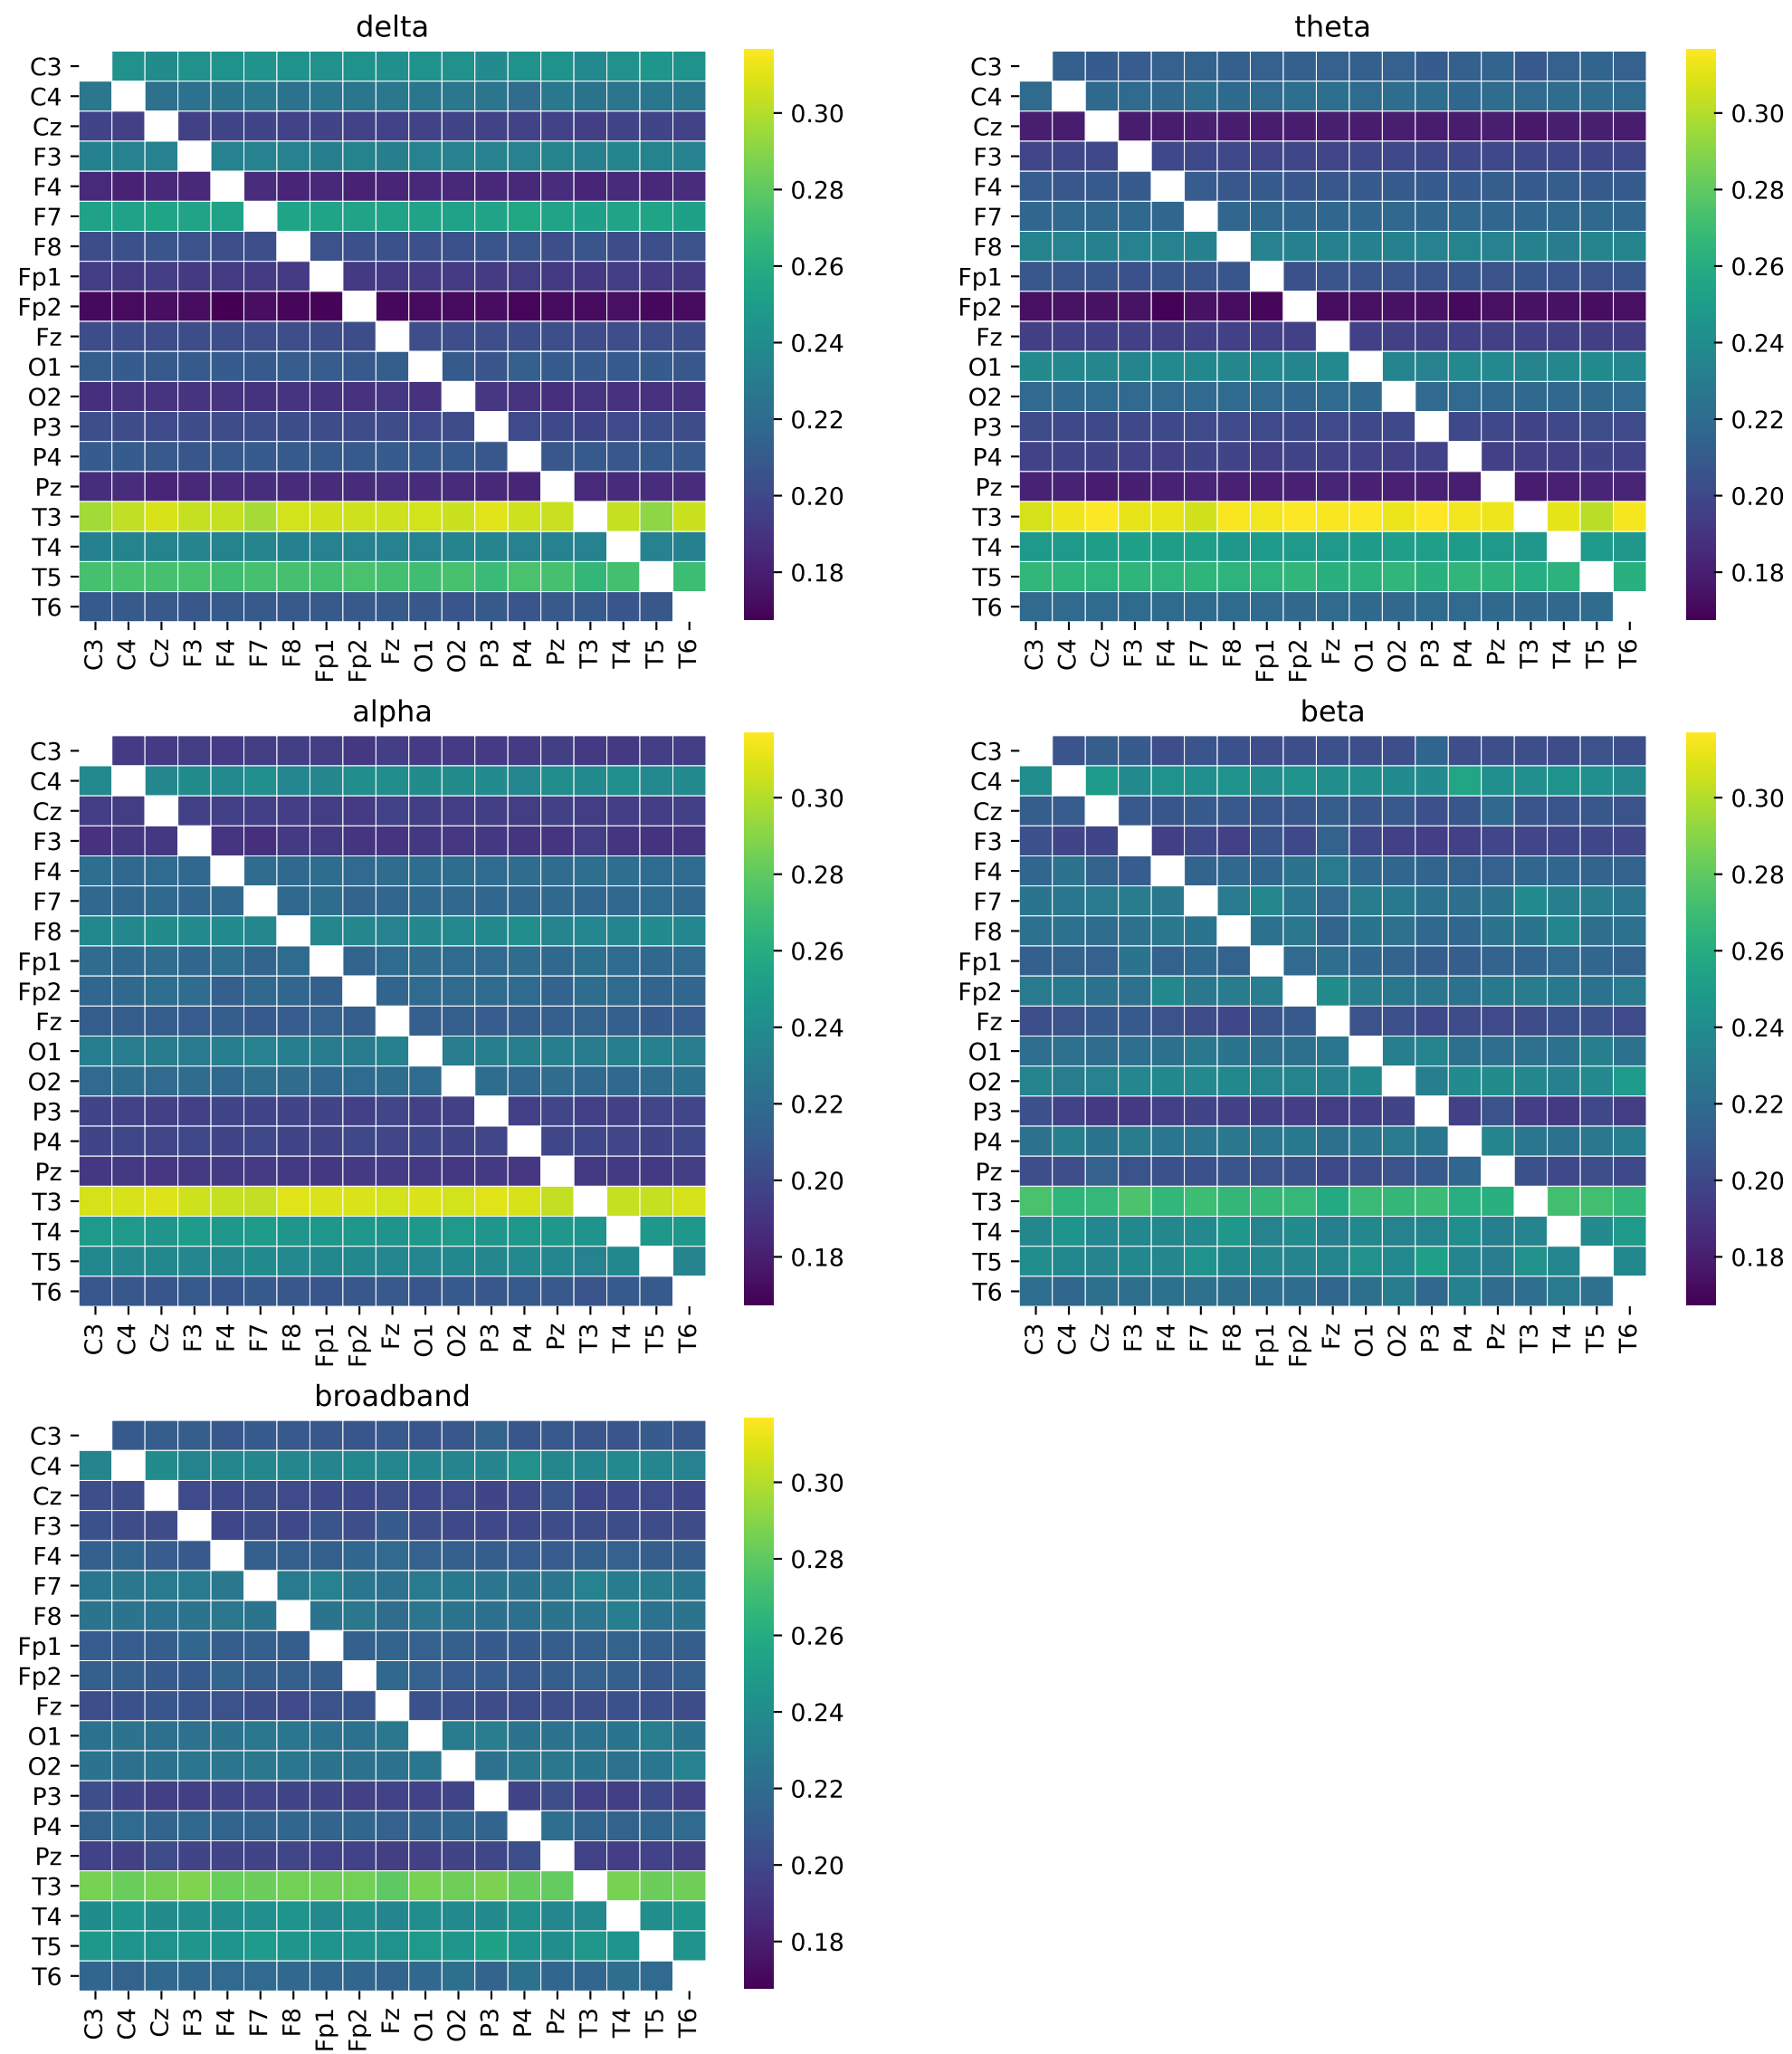 delta
C3
C4
Cz
F3
F4
F7
F8
Fp1
Fp2
Fz
O1
O2
P3
P4
Pz
T3
T4
T5
T6
C3 C4 Cz F3 F4 F7 F8 Fp1 Fp2 Fz O1 O2 P3 P4 Pz T3 T4 T5 T6
0.30
0.28
0.26
0.24
0.22
0.20
0.18
theta
C3
C4
Cz
F3
F4
F7
F8
Fp1
Fp2
Fz
O1
O2
P3
P4
Pz
T3
T4
T5
T6
C3 C4 Cz F3 F4 F7 F8 Fp1 Fp2 Fz O1 O2 P3 P4 Pz T3 T4 T5 T6
0.30
0.28
0.26
0.24
0.22
0.20
0.18
alpha
C3
C4
Cz
F3
F4
F7
F8
Fp1
Fp2
Fz
O1
O2
P3
P4
Pz
T3
T4
T5
T6
C3 C4 Cz F3 F4 F7 F8 Fp1 Fp2 Fz O1 O2 P3 P4 Pz T3 T4 T5 T6
0.30
0.28
0.26
0.24
0.22
0.20
0.18
beta
C3
C4
Cz
F3
F4
F7
F8
Fp1
Fp2
Fz
O1
O2
P3
P4
Pz
T3
T4
T5
T6
C3 C4 Cz F3 F4 F7 F8 Fp1 Fp2 Fz O1 O2 P3 P4 Pz T3 T4 T5 T6
0.30
0.28
0.26
0.24
0.22
0.20
0.18
broadband
C3
C4
Cz
F3
F4
F7
F8
Fp1
Fp2
Fz
O1
O2
P3
P4
Pz
T3
T4
T5
T6
C3 C4 Cz F3 F4 F7 F8 Fp1 Fp2 Fz O1 O2 P3 P4 Pz T3 T4 T5 T6
0.30
0.28
0.26
0.24
0.22
0.20
0.18